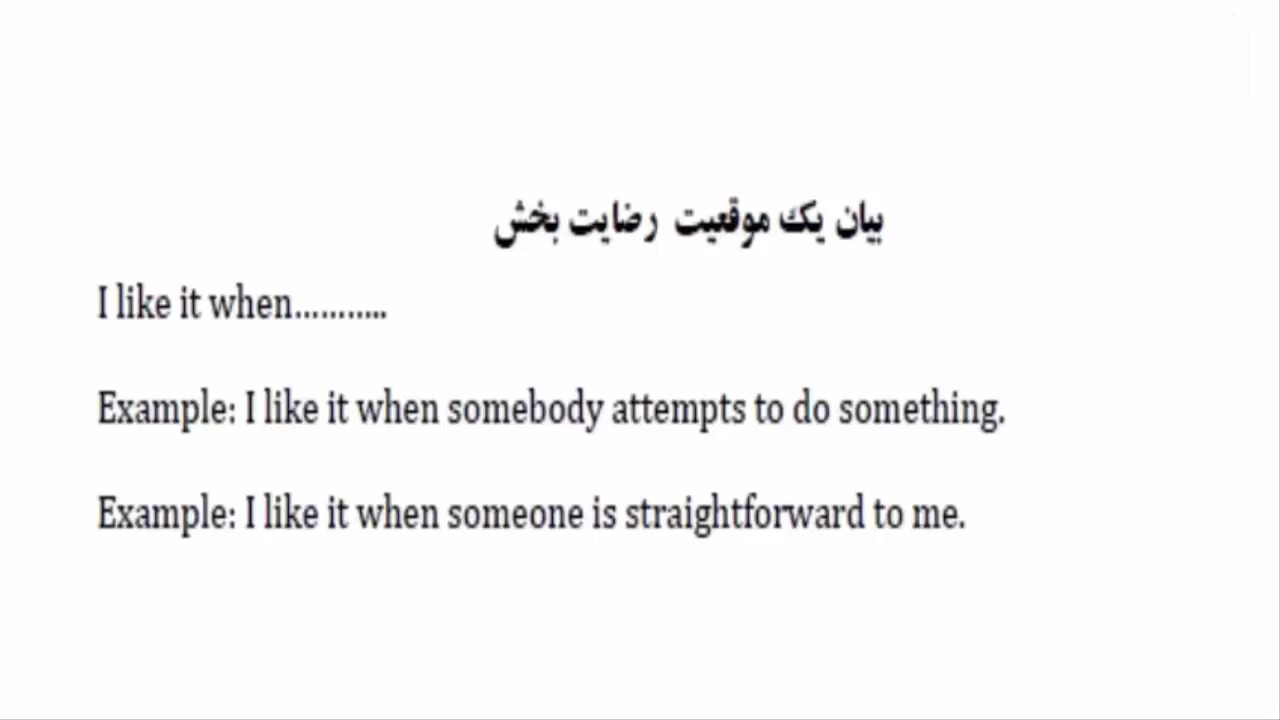 بیان یک موقعیت رضایت بخش
I like it when...........
Example: I like it when somebody attempts to do something.
Example: I like it when someone is straightforward to me.